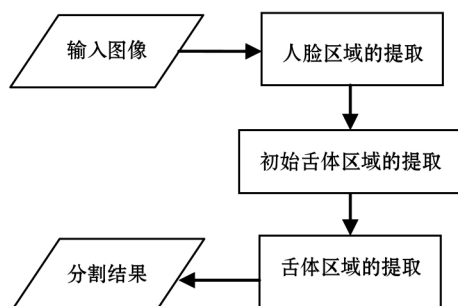 输入图像
人脸区域的提取
初始舌体区域的提取
舌体区域的提取
分割结果